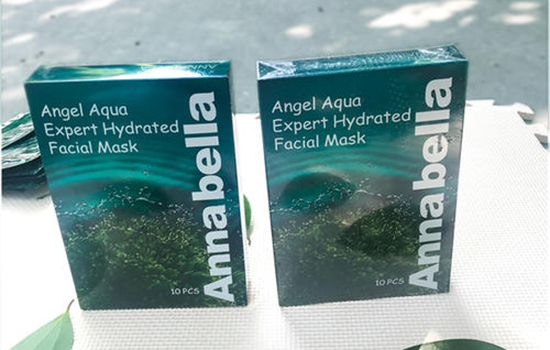 Angel Aqua
Expert Hydrated
Facial Mask
Annabella
10 PCS
Angel Aqua
Expert Hydrated
Facial Mask
Annabella
10 PCS